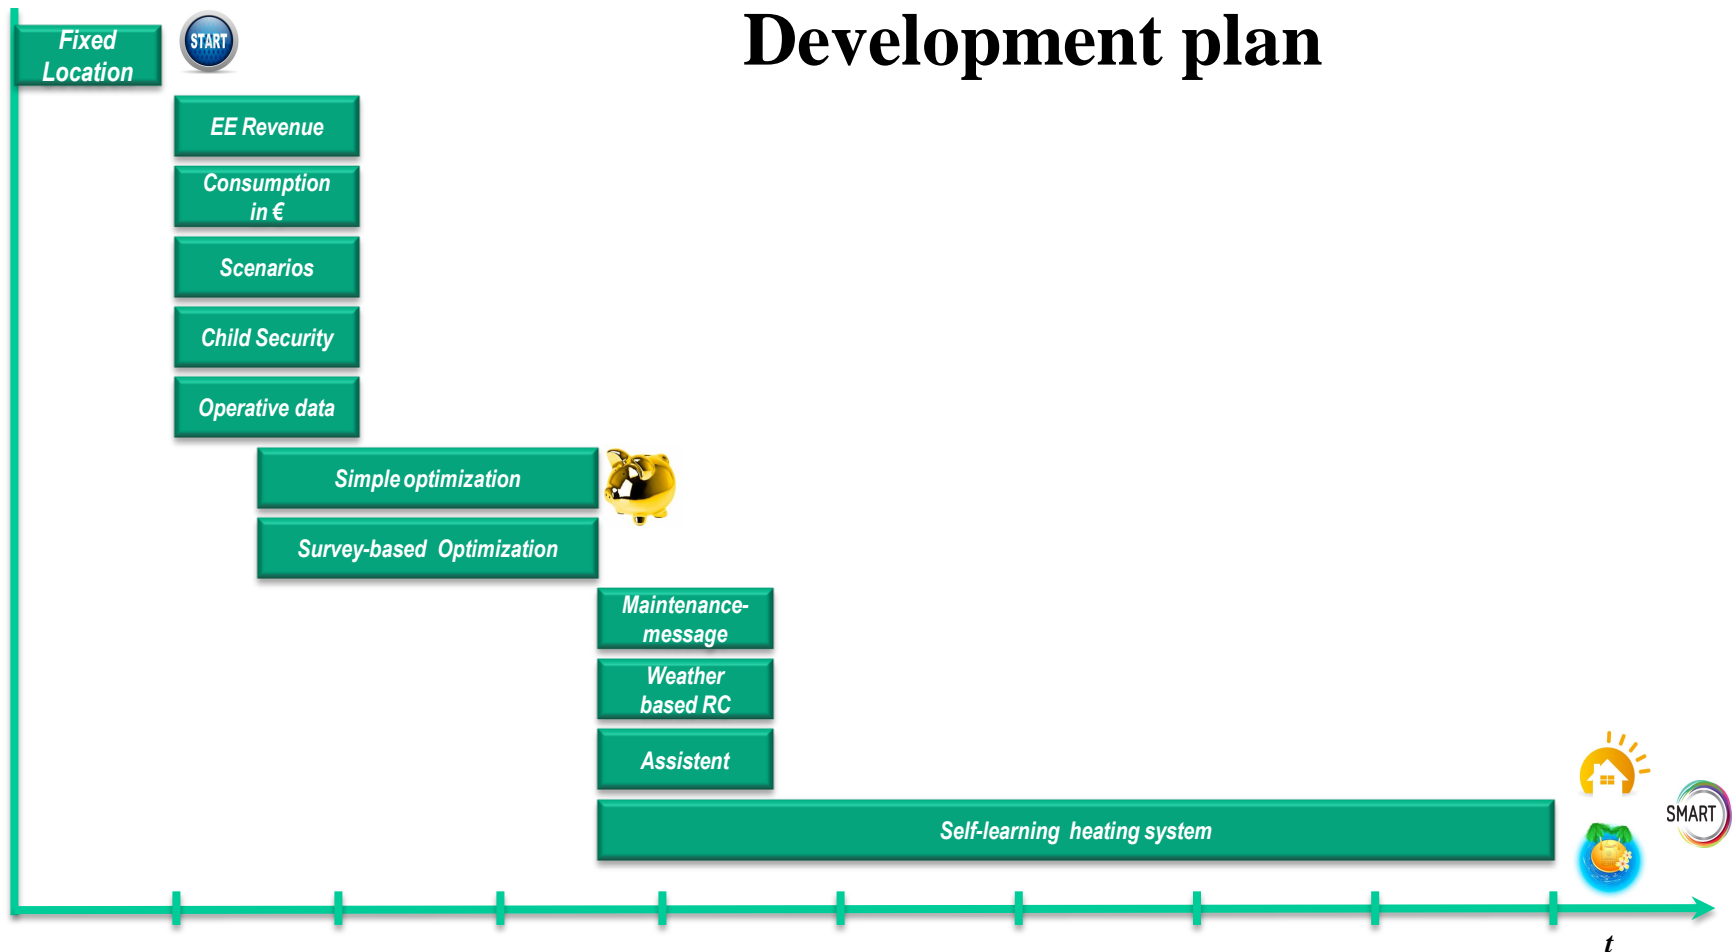 Development plan
Fixed
Location
START
EE Revenue
Consumption
in €
Scenarios
Child Security
Operative data
Simple optimization
Survey-based Optimization
Maintenance-
message
Weather
based RC
Assistent
Self-learning heating system
SMART
t